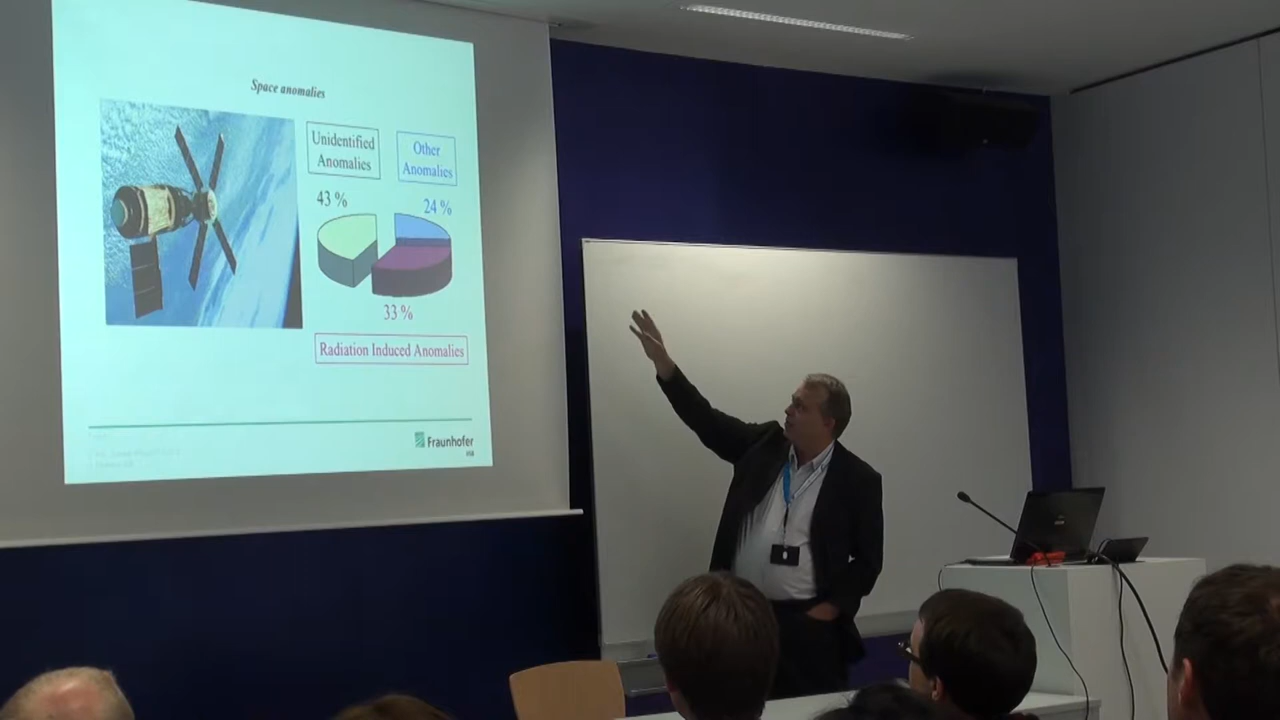 Space anomalies
Unidentified
Anomalies
Other
Anomalies
43 %
24 %
33 %
Radiation Induced Anomalies
Fraunhofer